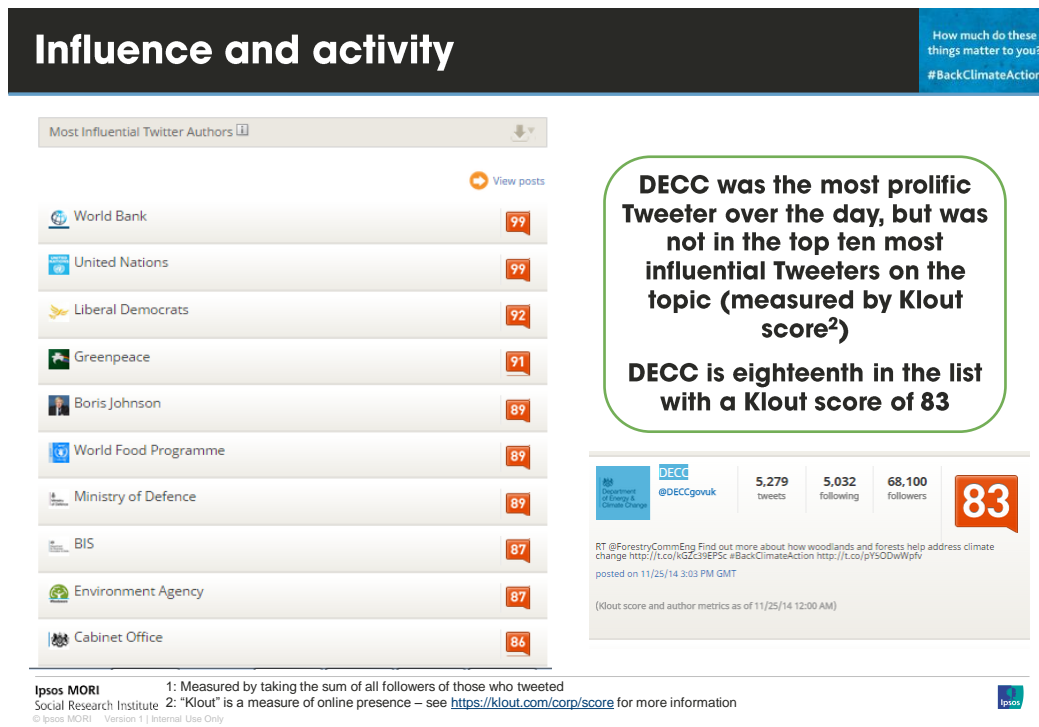 Influence and activity
How much do these
things matter to you?
#BackClimateAction
Most Influential Twitter Authors
View posts
World Bank 99
United Nations 99
Liberal Democrats 92
Greenpeace 91
Boris Johnson 89
World Food Programme 89
Ministry of Defence 89
BIS 87
Environment Agency 87
Cabinet Office 86
DECC was the most prolific
Tweeter over the day, but was
not in the top ten most
influential Tweeters on the
topic (measured by Klout
score2)
DECC is eighteenth in the list
with a Klout score of 83
Department
of Energy &
Climate Change
DECC
@DECCgovuk
5,279
tweets
5,032
following
68,100
followers
83
RT @ForestryCommEng Find out more about how woodlands and forests help address climate
change http://t.co/kGZc39EPSc #BackClimateAction http://t.co/pY5ODwWpfv
posted on 11/25/14 3:03 PM GMT
(Klout score and author metrics as of 11/25/14 12:00 AM)
1: Measured by taking the sum of all followers of those who tweeted
2: “Klout” is a measure of online presence – see https://klout.com/corp/score for more information
Ipsos MORI
Social Research Institute
© Ipsos MORI Version 1 | Internal Use Only
Ipsos